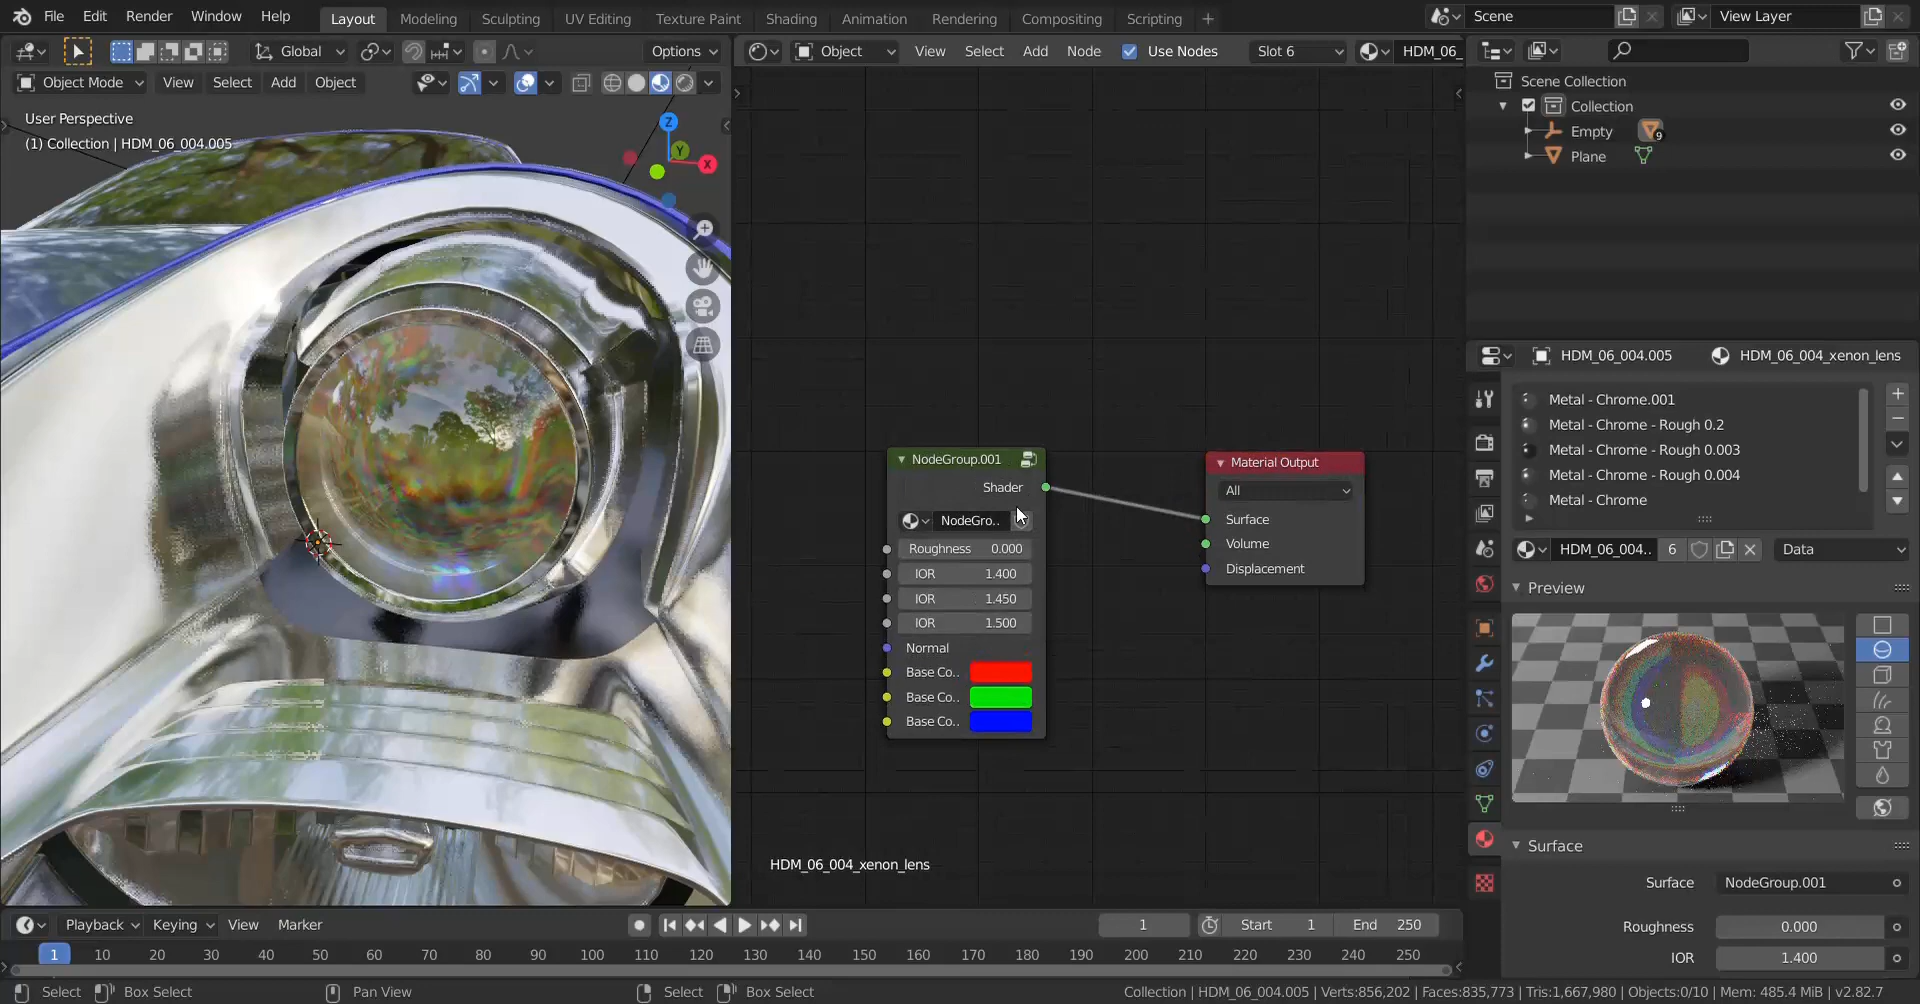 File Edit Render Window Help Layout Modeling Sculpting UV Editing Texture Paint Shading Animation Rendering Compositing Scripting + Scene View Layer
Global Options
Object View Select Add Node Use Nodes Slot 6 HDM_06_
Object Mode View Select Add Object
User Perspective
(1) Collection | HDM_06_004.005
Z
Y
X
NodeGroup.001
Shader
NodeGro..
Roughness 0.000
IOR 1.400
IOR 1.450
IOR 1.500
Normal
Base Co..
Base Co..
Base Co..
Material Output
All
Surface
Volume
Displacement
HDM_06_004_xenon_lens
Scene Collection
Collection
Empty 9
Plane
HDM_06_004.005 HDM_06_004_xenon_lens
Metal - Chrome.001
Metal - Chrome - Rough 0.2
Metal - Chrome - Rough 0.003
Metal - Chrome - Rough 0.004
Metal - Chrome
HDM_06_004.. 6 Data
Preview
Surface
Surface NodeGroup.001
Roughness 0.000
IOR 1.400
Playback Keying View Marker 1 Start 1 End 250
1 10 20 30 40 50 60 70 80 90 100 110 120 130 140 150 160 170 180 190 200 210 220 230 240 250
Select Box Select Pan View Select Box Select Collection | HDM_06_004.005 | Verts:856,202 | Faces:835,773 | Tris:1,667,980 | Objects:0/10 | Mem: 485.4 MiB | v2.82.7